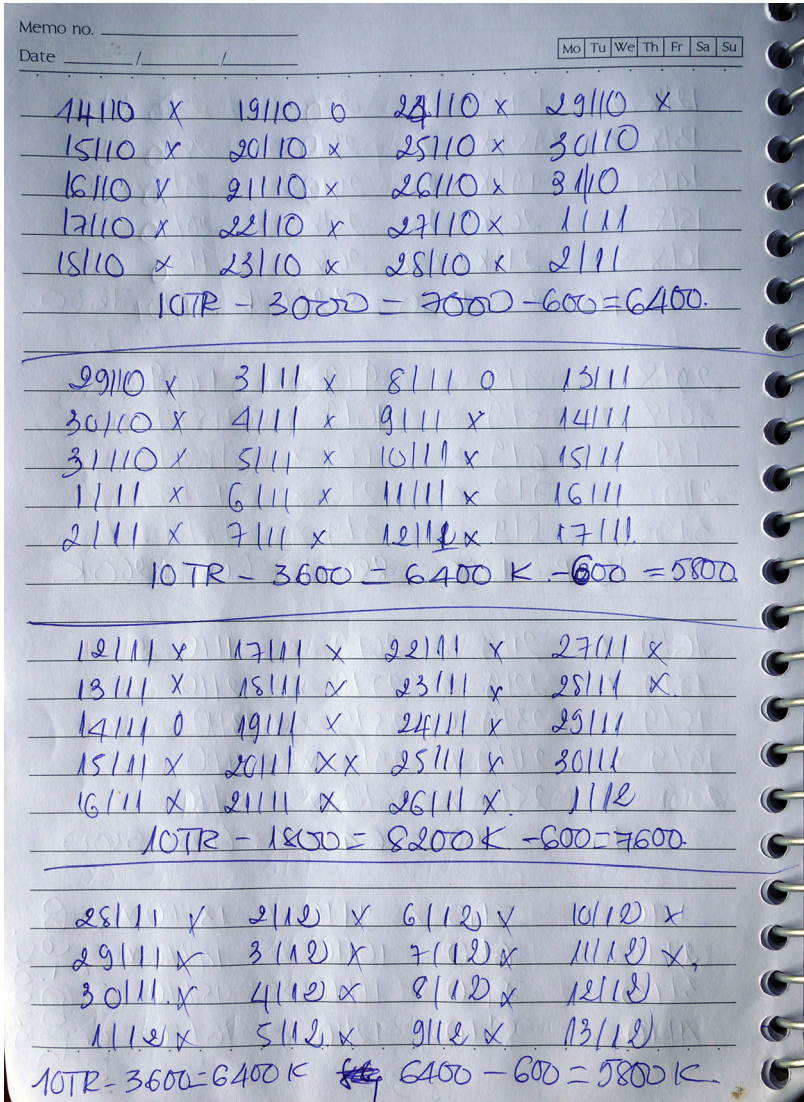 Memo no.
Date / /
Mo Tu We Th Fr Sa Su
14/10 x 19/10 0 24/10 x 29/10 x
15/10 x 20/10 x 25/10 x 30/10
16/10 x 21/10 x 26/10 x 31/10
17/10 x 22/10 x 27/10 x 1/11
18/10 x 23/10 x 28/10 x 2/11
10TR - 3000 = 7000 - 600 = 6400.
29/10 x 3/11 x 8/11 0 13/11
30/10 x 4/11 x 9/11 x 14/11
31/10 x 5/11 x 10/11 x 15/11
1/11 x 6/11 x 11/11 x 16/11
2/11 x 7/11 x 12/11 x 17/11
10TR - 3600 = 6400 K - 600 = 5800.
12/11 x 17/11 x 22/11 x 27/11 x
13/11 x 18/11 x 23/11 x 28/11 x
14/11 0 19/11 x 24/11 x 29/11
15/11 x 20/11 xx 25/11 x 30/11
16/11 x 21/11 x 26/11 x 1/12
10TR - 1800 = 8200 K - 600 = 7600.
28/11 x 2/12 x 6/12 x 10/12 x
29/11 x 3/12 x 7/12 x 11/12 x
30/11 x 4/12 x 8/12 x 12/12
1/12 x 5/12 x 9/12 x 13/12
10TR - 3600 = 6400 K 6400 - 600 = 5800 K.